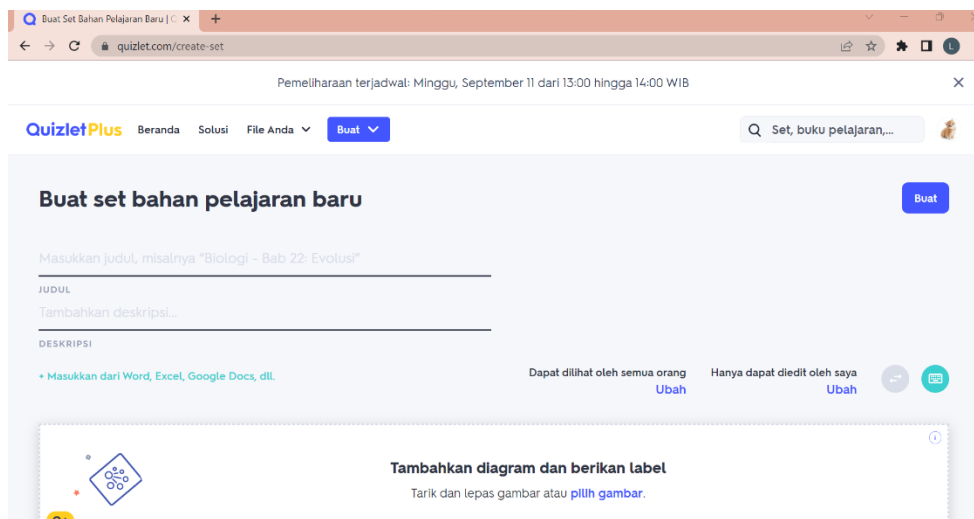 Buat Set Bahan Pelajaran Baru |
quizlet.com/create-set
L
Pemeliharaan terjadwal: Minggu, September 11 dari 13:00 hingga 14:00 WIB
QuizletPlus Beranda Solusi File Anda Buat Set, buku pelajaran,...
Buat set bahan pelajaran baru
Buat
Masukkan judul, misalnya "Biologi - Bab 22: Evolusi"
JUDUL
Tambahkan deskripsi...
DESKRIPSI
+ Masukkan dari Word, Excel, Google Docs, dll.
Dapat dilihat oleh semua orang
Ubah
Hanya dapat diedit oleh saya
Ubah
Tambahkan diagram dan berikan label
Tarik dan lepas gambar atau pilih gambar.